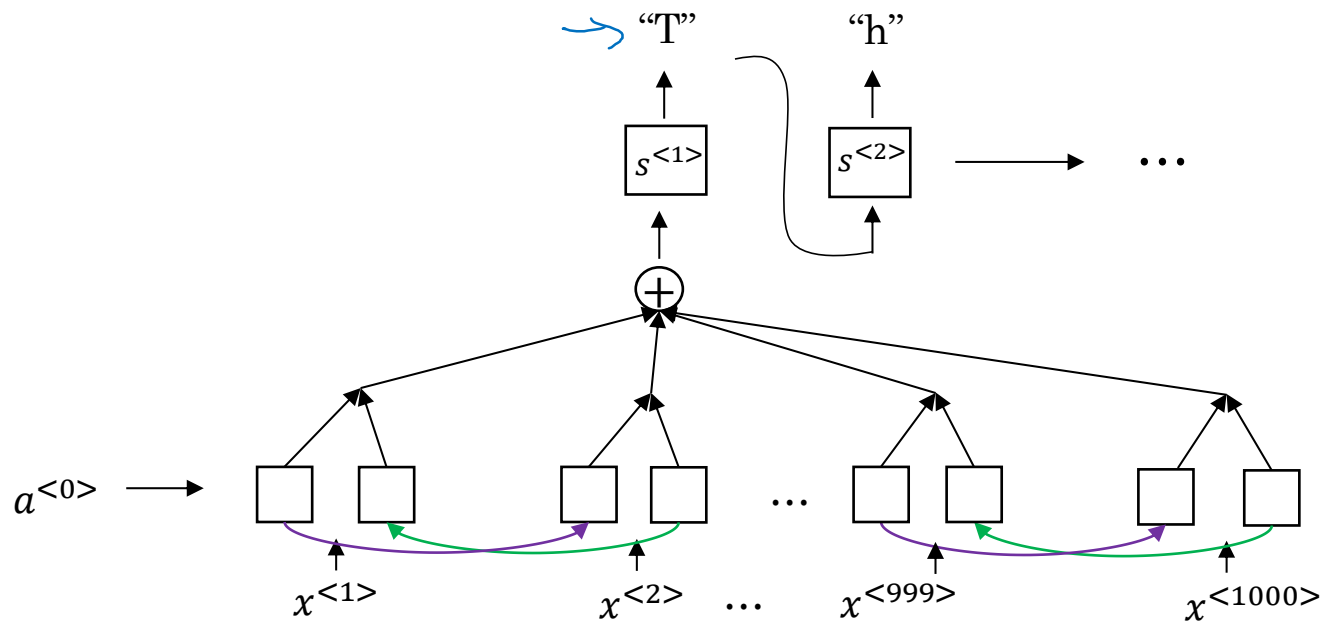 “T” “h”
s<1> s<2> ...
+
a<0> ...
x<1> x<2> ... x<999> x<1000>